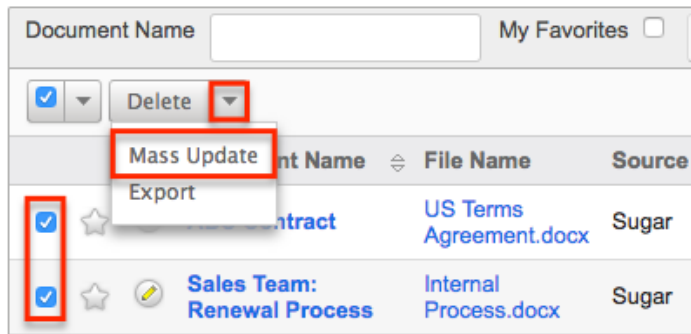 Document Name
My Favorites
Delete
Mass Update
Export
nt Name
File Name
Source
ntract
US Terms
Agreement.docx
Sugar
Sales Team:
Renewal Process
Internal
Process.docx
Sugar